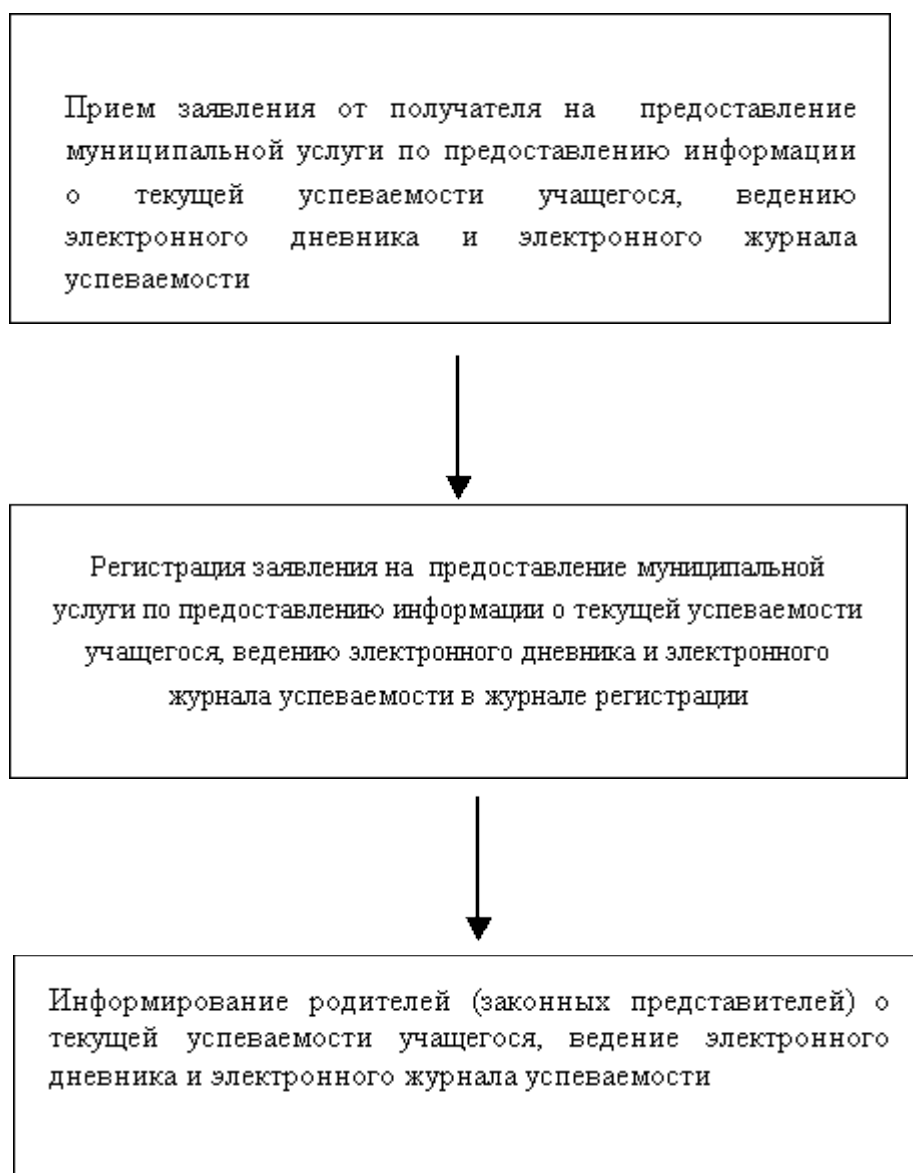 Прием заявления от получателя на предоставление
муниципальной услуги по предоставлению информации
о текущей успеваемости учащегося, ведению
электронного дневника и электронного журнала
успеваемости
Регистрация заявления на предоставление муниципальной
услуги по предоставлению информации о текущей успеваемости
учащегося, ведению электронного дневника и электронного
журнала успеваемости в журнале регистрации
Информирование родителей (законных представителей) о
текущей успеваемости учащегося, ведение электронного
дневника и электронного журнала успеваемости